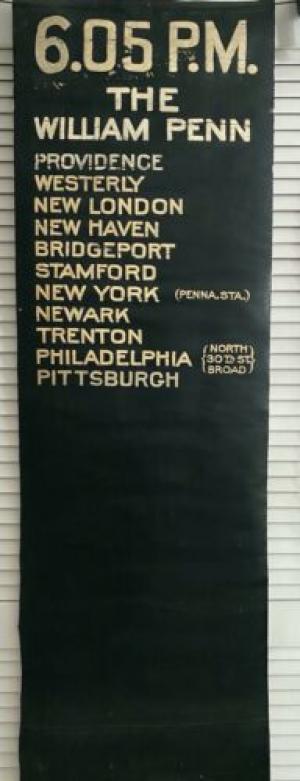 6.05 P.M.
THE
WILLIAM PENN
PROVIDENCE
WESTERLY
NEW LONDON
NEW HAVEN
BRIDGEPORT
STAMFORD
NEW YORK (PENNA. STA.)
NEWARK
TRENTON
PHILADELPHIA {NORTH
30TH ST.
BROAD}
PITTSBURGH